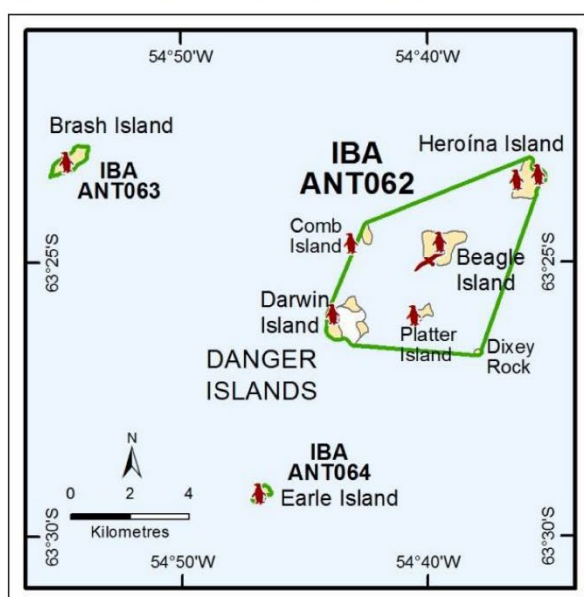 54°50'W
54°40'W
Brash Island
IBA
ANT063
IBA
ANT062
Heroína Island
Comb
Island
63°25'S
63°25'S
Beagle
Island
Darwin
Island
Platter
Island
Dixey
Rock
DANGER
ISLANDS
IBA
ANT064
Earle Island
N
0 2 4
Kilometres
63°30'S
63°30'S
54°50'W
54°40'W